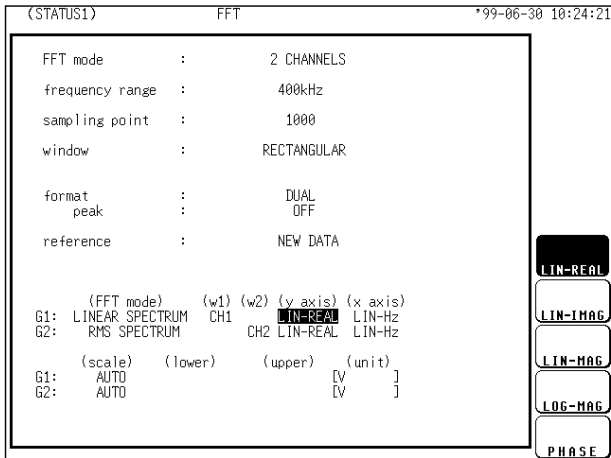 (STATUS1) FFT '99-06-30 10:24:21
FFT mode : 2 CHANNELS
frequency range : 400kHz
sampling point : 1000
window : RECTANGULAR
format : DUAL
peak : OFF
reference : NEW DATA
(FFT mode) (w1) (w2) (y axis) (x axis)
G1: LINEAR SPECTRUM CH1 LIN-REAL LIN-Hz
G2: RMS SPECTRUM CH2 LIN-REAL LIN-Hz
(scale) (lower) (upper) (unit)
G1: AUTO [V ]
G2: AUTO [V ]
LIN-REAL
LIN-IMAG
LIN-MAG
LOG-MAG
PHASE